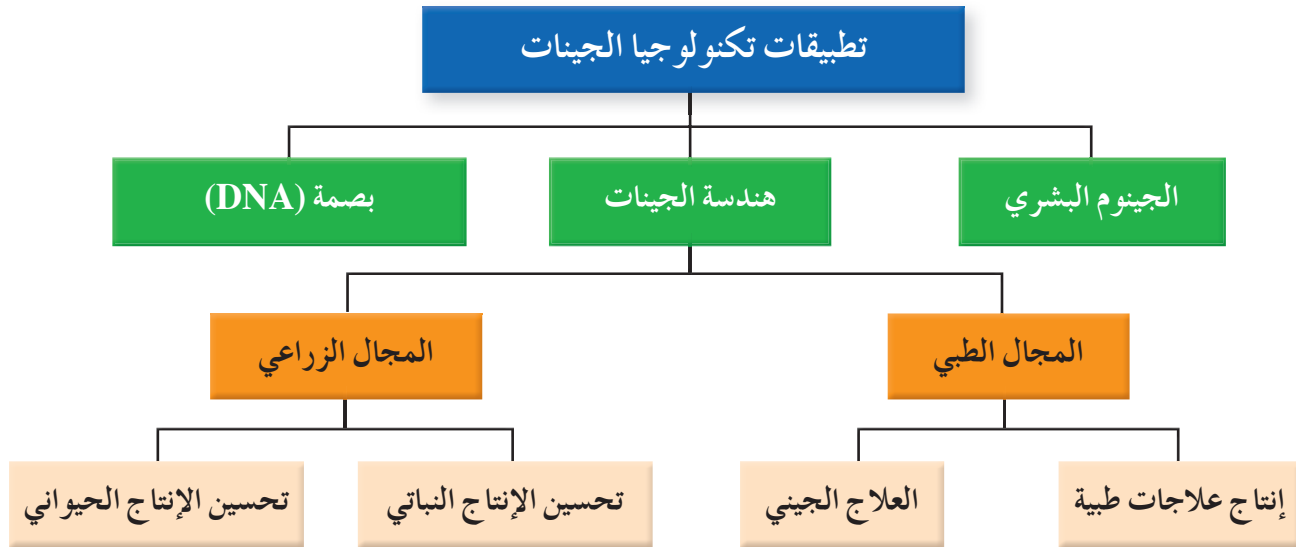 تطبيقات تكنولوجيا الجينات
الجينوم البشري
هندسة الجينات
بصمة (DNA)
المجال الطبي
المجال الزراعي
إنتاج علاجات طبية
العلاج الجيني
تحسين الإنتاج النباتي
تحسين الإنتاج الحيواني